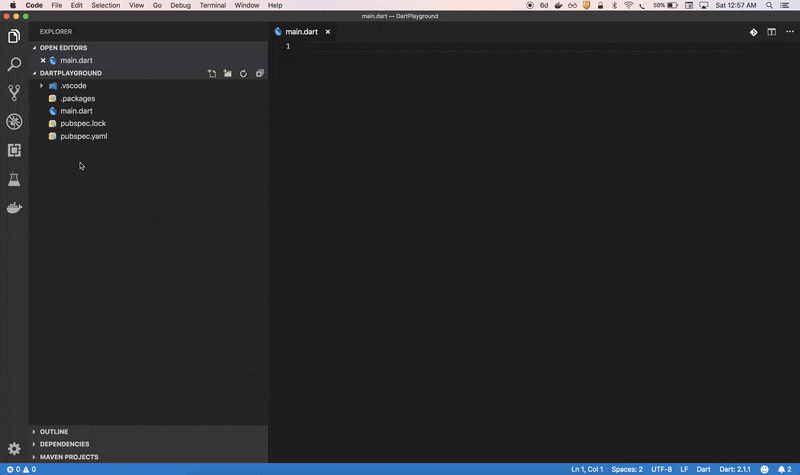 Code File Edit Selection View Go Debug Terminal Window Help 6d 59% Sat 12:57 AM
main.dart — DartPlayground
EXPLORER
OPEN EDITORS
main.dart
DARTPLAYGROUND
.vscode
.packages
main.dart
pubspec.lock
pubspec.yaml
OUTLINE
DEPENDENCIES
MAVEN PROJECTS
main.dart
1
0 0 Ln 1, Col 1 Spaces: 2 UTF-8 LF Dart Dart: 2.1.1 2